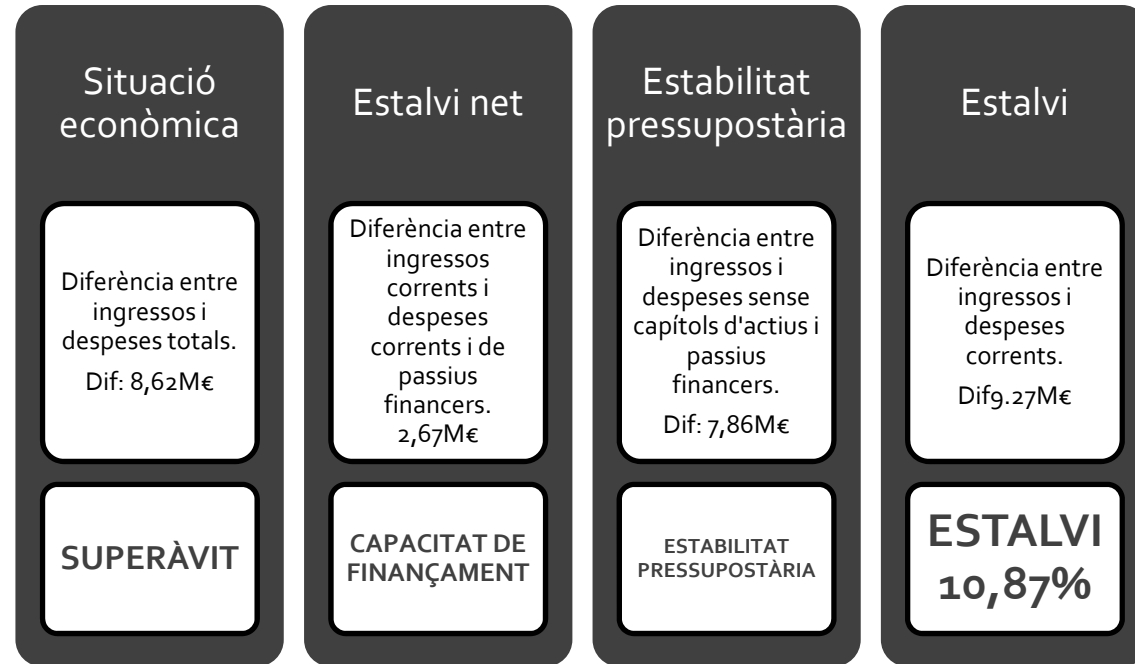 Situació
econòmica
Diferència entre
ingressos i
despeses totals.
Dif: 8,62M€
SUPERÀVIT
Estalvi net
Diferència entre
ingressos
corrents i
despeses
corrents i de
passius
financers.
2,67M€
CAPACITAT DE
FINANÇAMENT
Estabilitat
pressupostària
Diferència entre
ingressos i
despeses sense
capítols d'actius i
passius
financers.
Dif: 7,86M€
ESTABILITAT
PRESSUPOSTÀRIA
Estalvi
Diferència entre
ingressos i
despeses
corrents.
Dif9.27M€
ESTALVI
10,87%